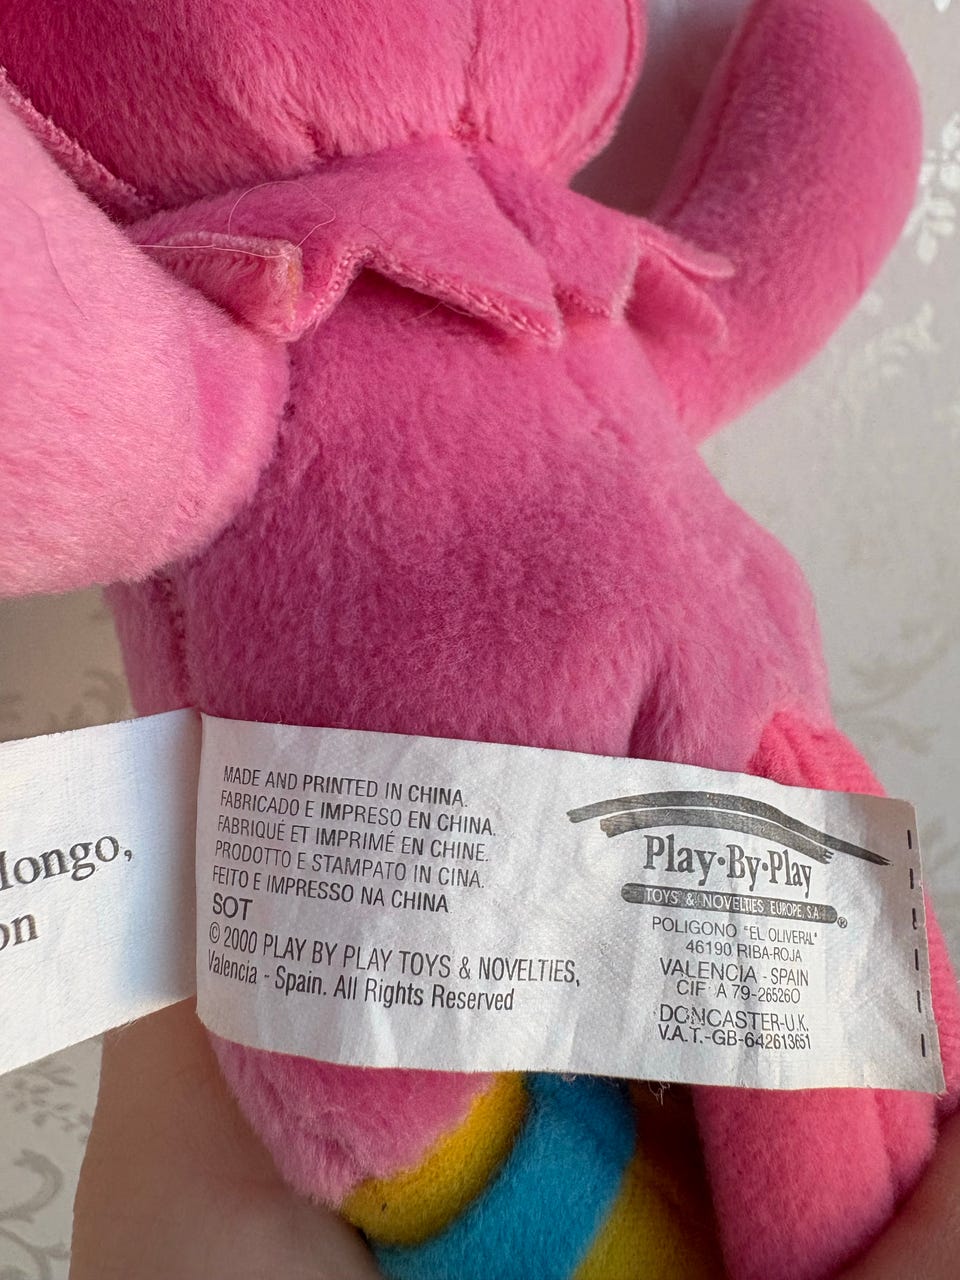 MADE AND PRINTED IN CHINA.
FABRICADO E IMPRESO EN CHINA.
FABRIQUÉ ET IMPRIMÉ EN CHINE.
PRODOTTO E STAMPATO IN CINA.
FEITO E IMPRESSO NA CHINA
SOT
© 2000 PLAY BY PLAY TOYS & NOVELTIES,
Valencia - Spain. All Rights Reserved
Play·By·Play
TOYS & NOVELTIES EUROPE, S.A.
®
POLIGONO "EL OLIVERAL"
46190 RIBA-ROJA
VALENCIA - SPAIN
CIF: A 79-265260
DONCASTER-U.K.
V.A.T.-GB-642613651